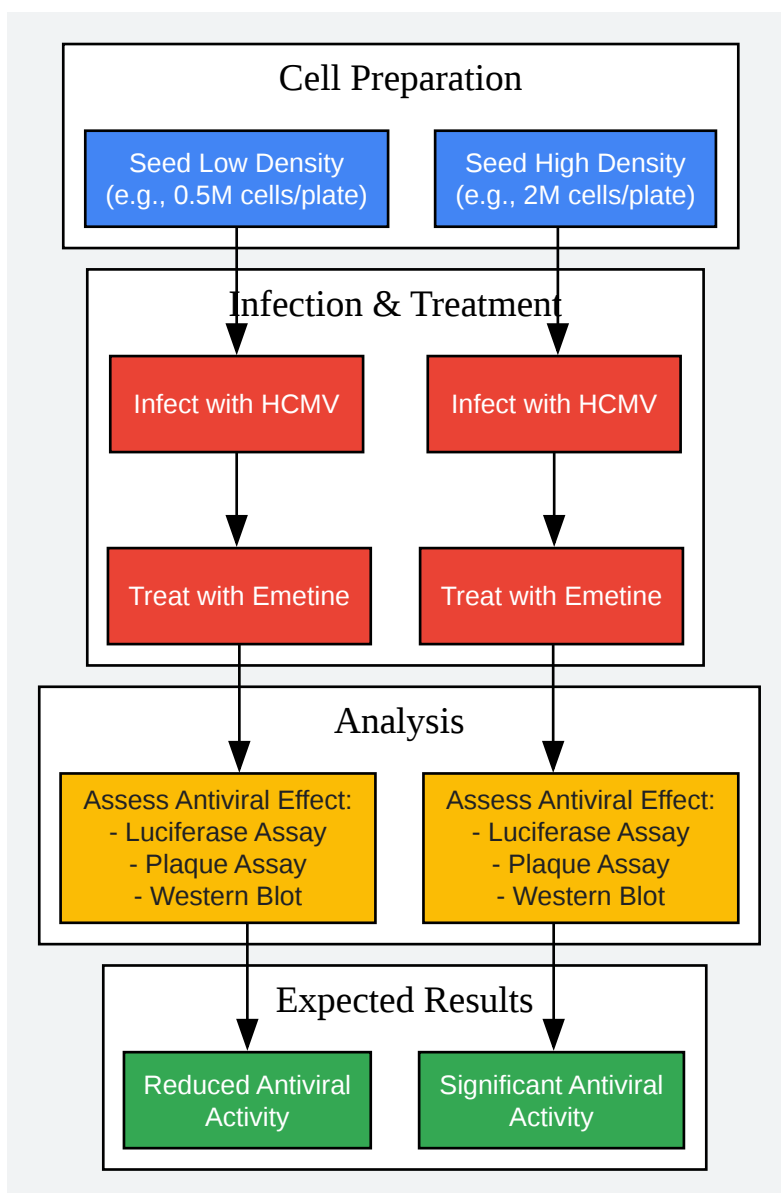 Cell Preparation
Seed Low Density
(e.g., 0.5M cells/plate)
Seed High Density
(e.g., 2M cells/plate)
Infection & Treatment
Infect with HCMV
Infect with HCMV
Treat with Emetine
Treat with Emetine
Analysis
Assess Antiviral Effect:
- Luciferase Assay
- Plaque Assay
- Western Blot
Assess Antiviral Effect:
- Luciferase Assay
- Plaque Assay
- Western Blot
Expected Results
Reduced Antiviral
Activity
Significant Antiviral
Activity